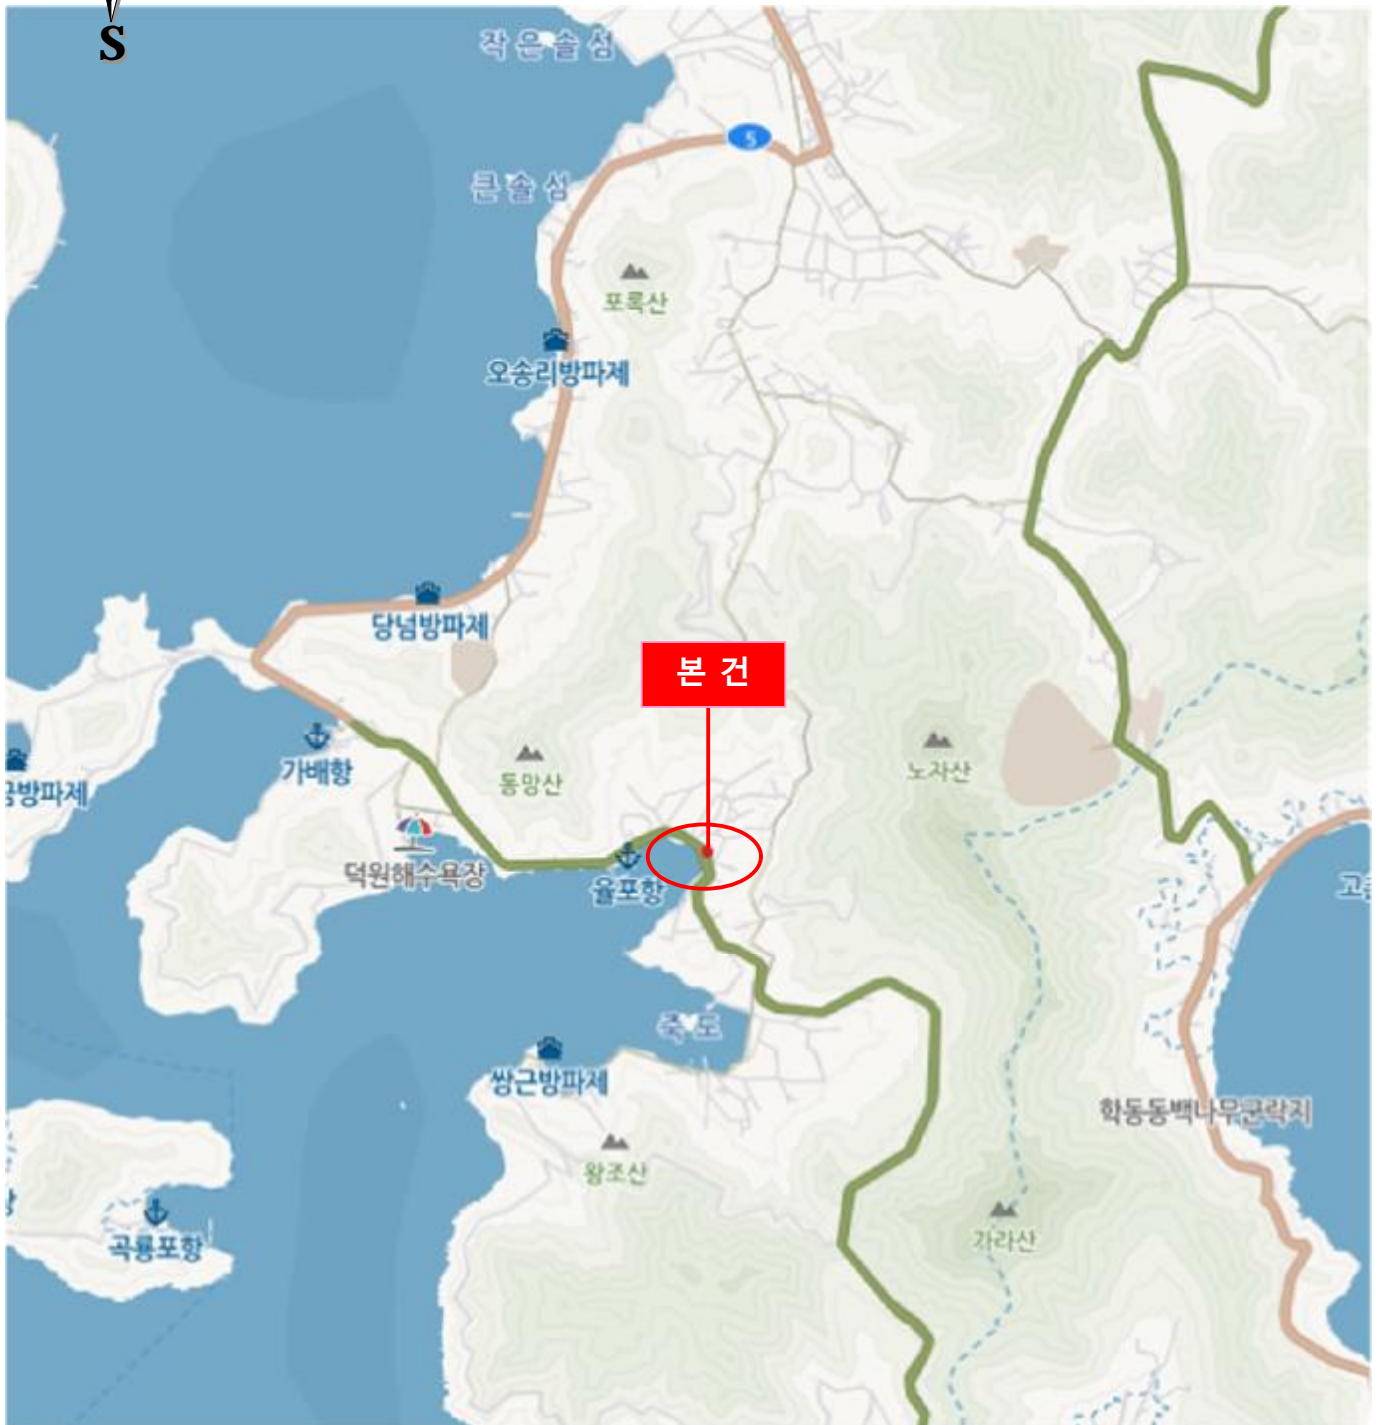 S
작은솔섬
5
큰솔섬
포록산
오송리방파제
당넘방파제
본 건
가배항
동망산
노자산
방파제
덕원해수욕장
율포항
죽도
쌍근방파제
학동동백나무군락지
왕조산
가라산
곡룡포항